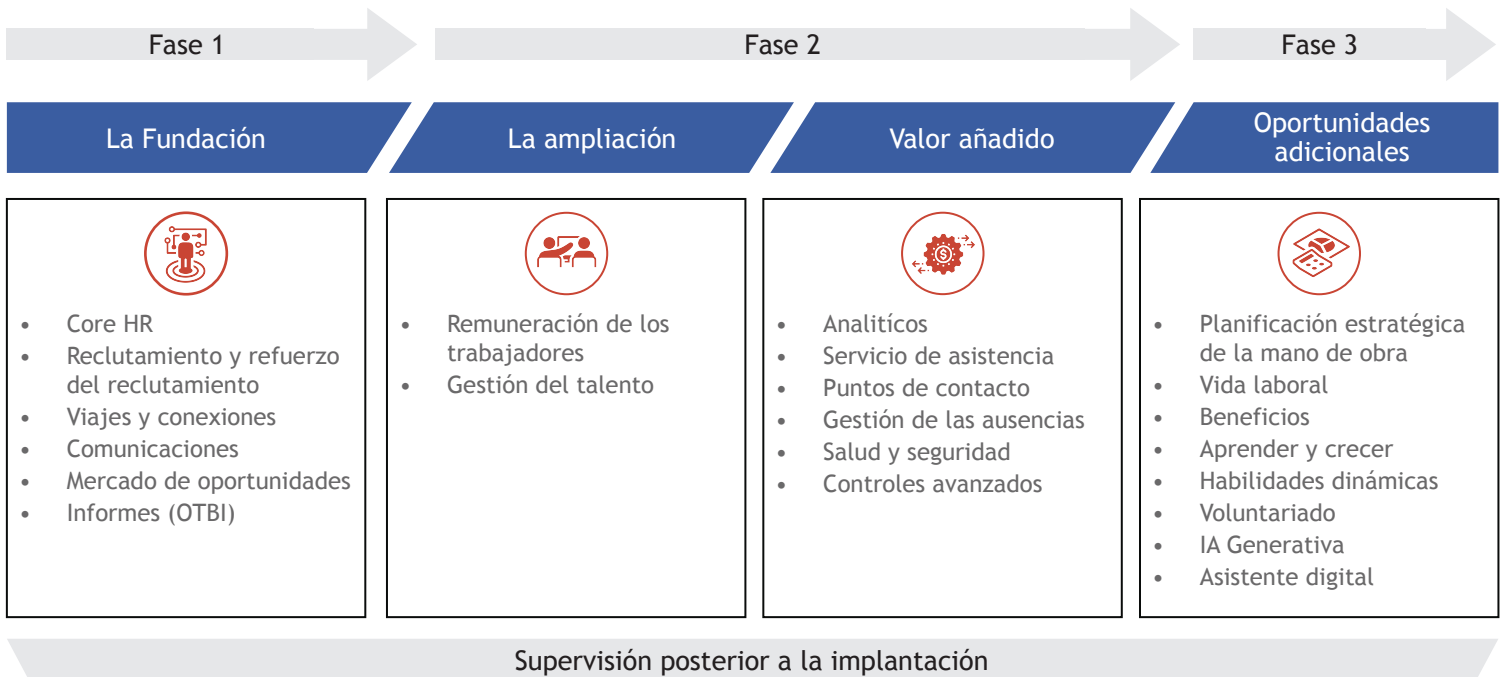 Fase 1
Fase 2
Fase 3
La Fundación
La ampliación
Valor añadido
Oportunidades
adicionales
• Core HR
• Reclutamiento y refuerzo
del reclutamiento
• Viajes y conexiones
• Comunicaciones
• Mercado de oportunidades
• Informes (OTBI)
• Remuneración de los
trabajadores
• Gestión del talento
• Analitícos
• Servicio de asistencia
• Puntos de contacto
• Gestión de las ausencias
• Salud y seguridad
• Controles avanzados
• Planificación estratégica
de la mano de obra
• Vida laboral
• Beneficios
• Aprender y crecer
• Habilidades dinámicas
• Voluntariado
• IA Generativa
• Asistente digital
Supervisión posterior a la implantación